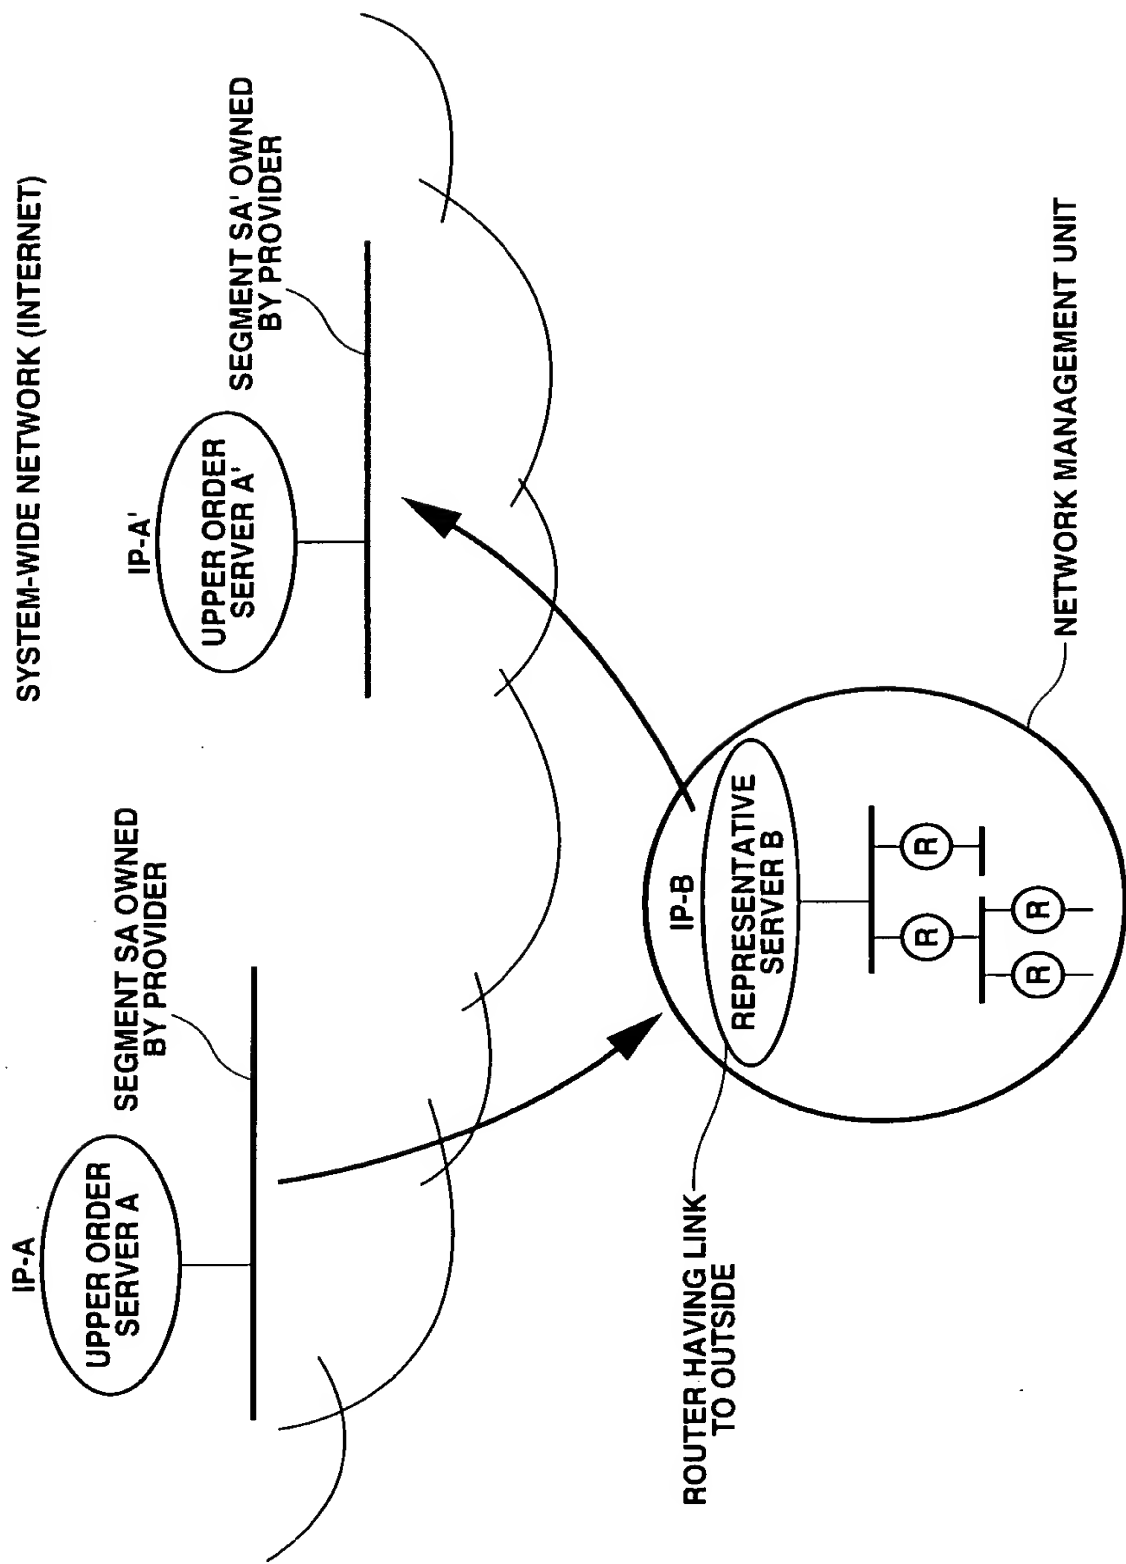 SYSTEM-WIDE NETWORK (INTERNET)
IP-A
UPPER ORDER
SERVER A
SEGMENT SA OWNED
BY PROVIDER
IP-A'
UPPER ORDER
SERVER A'
SEGMENT SA' OWNED
BY PROVIDER
IP-B
REPRESENTATIVE
SERVER B
R
R
R
R
ROUTER HAVING LINK
TO OUTSIDE
NETWORK MANAGEMENT UNIT